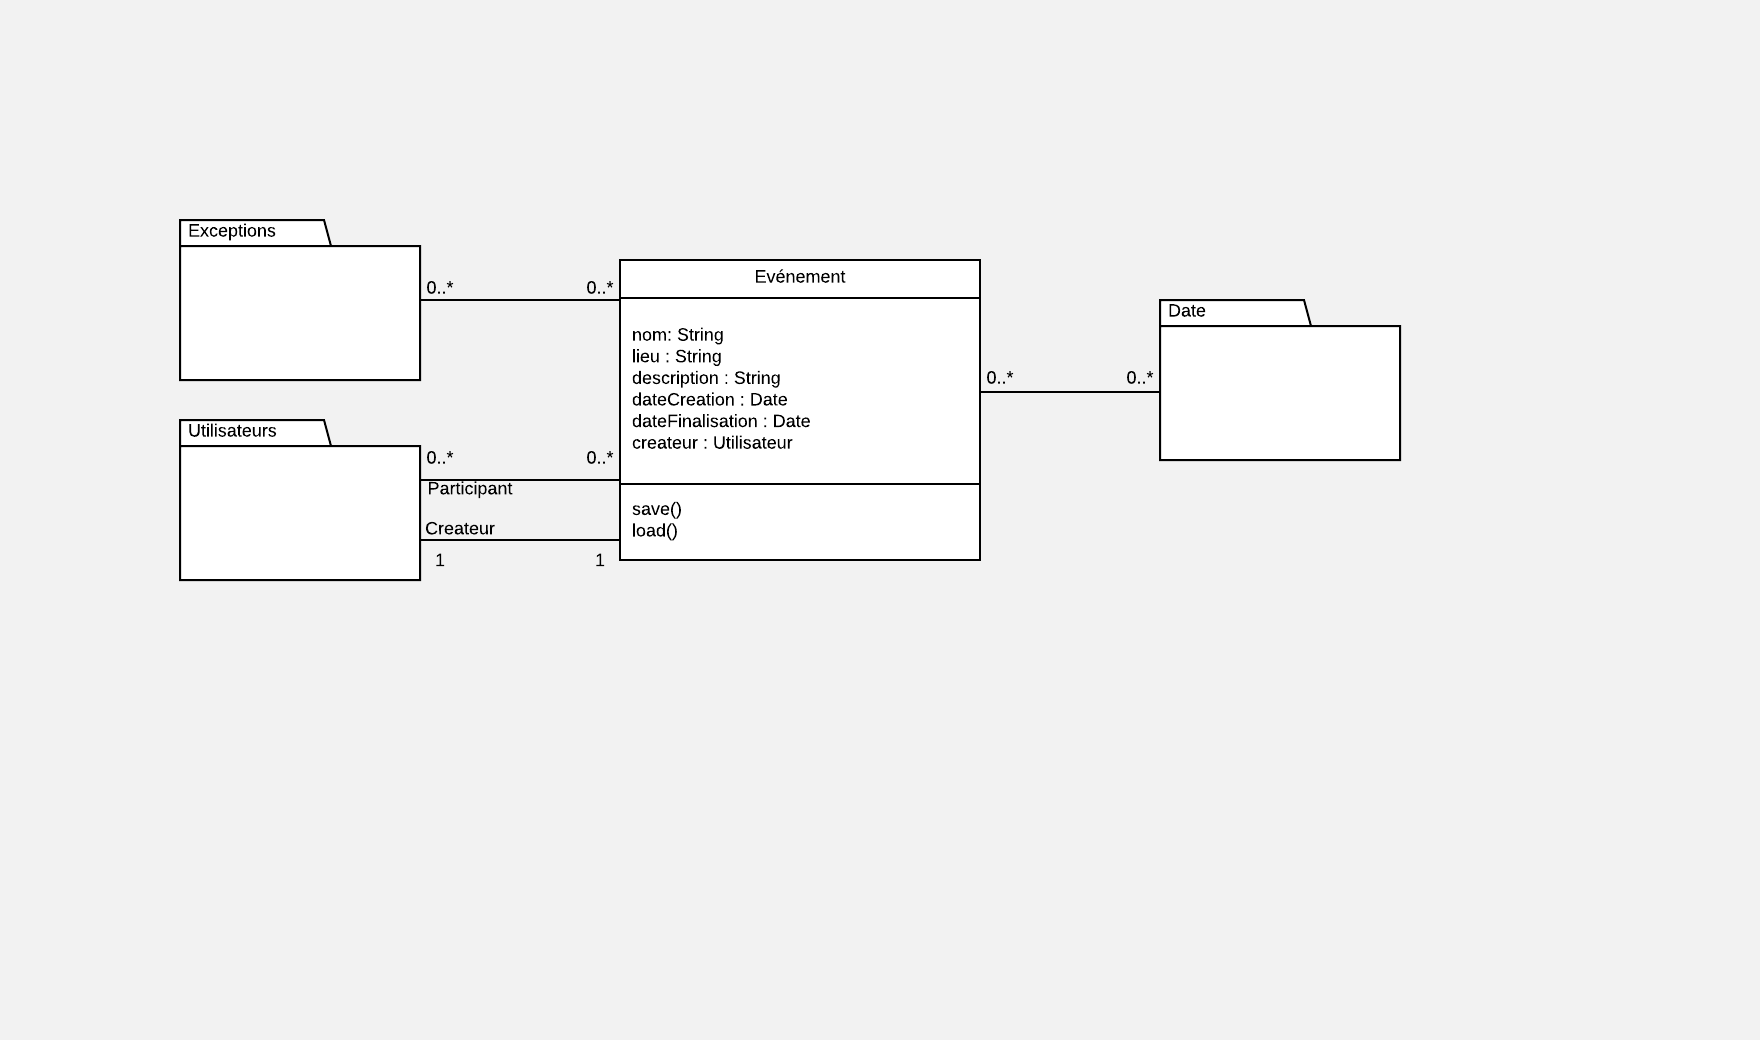 Exceptions
0..*
0..*
Evénement
nom: String
lieu : String
description : String
dateCreation : Date
dateFinalisation : Date
createur : Utilisateur
save()
load()
0..*
0..*
Date
Utilisateurs
0..*
0..*
Participant
Createur
1
1